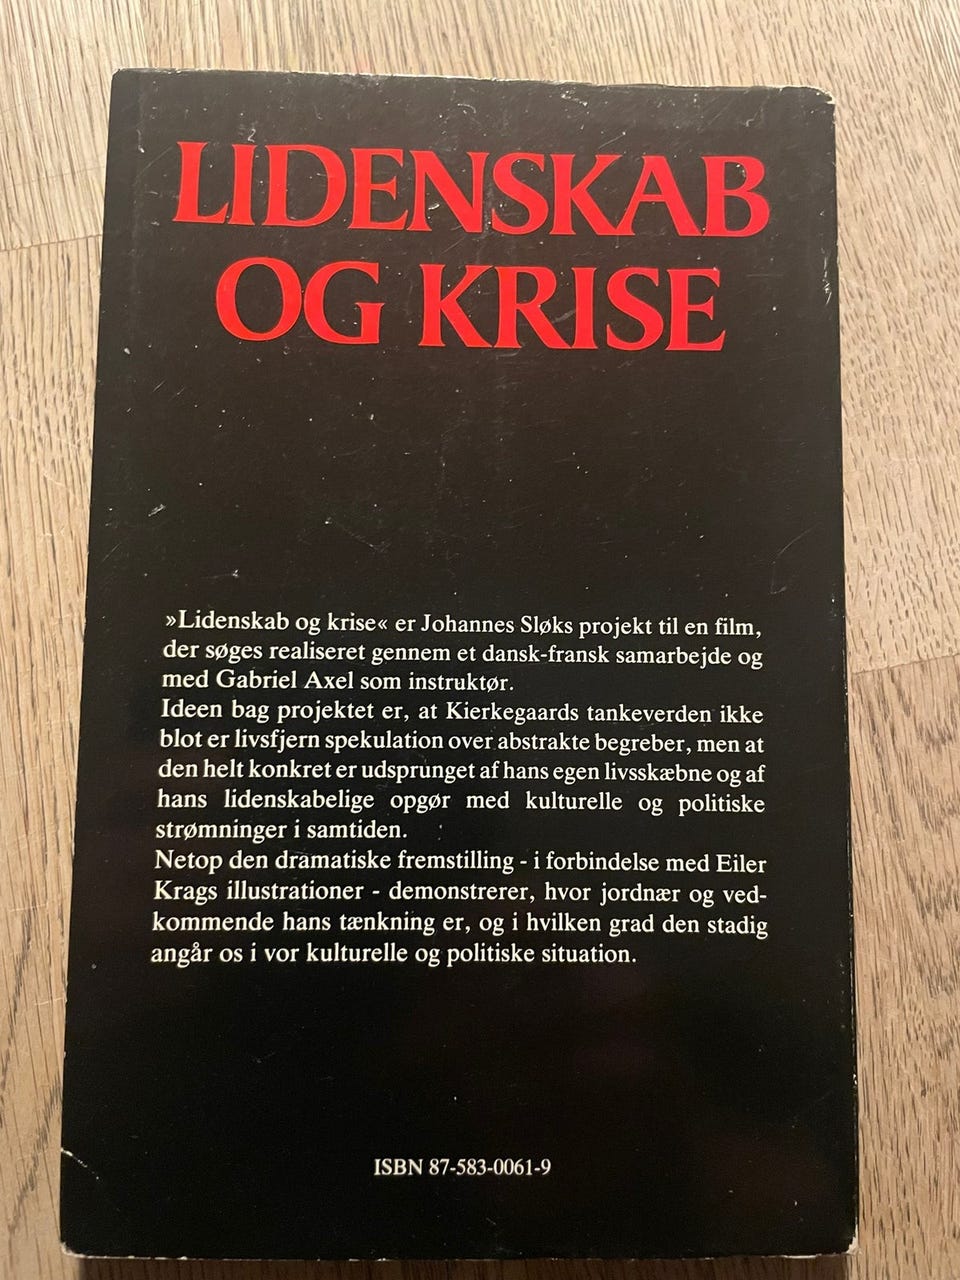 LIDENSKAB
OG KRISE
»Lidenskab og krise« er Johannes Sløks projekt til en film,
der søges realiseret gennem et dansk-fransk samarbejde og
med Gabriel Axel som instruktør.
Ideen bag projektet er, at Kierkegaards tankeverden ikke
blot er livsfjern spekulation over abstrakte begreber, men at
den helt konkret er udsprunget af hans egen livsskæbne og af
hans lidenskabelige opgør med kulturelle og politiske
strømninger i samtiden.
Netop den dramatiske fremstilling - i forbindelse med Eiler
Krags illustrationer - demonstrerer, hvor jordnær og ved-
kommende hans tænkning er, og i hvilken grad den stadig
angår os i vor kulturelle og politiske situation.
ISBN 87-583-0061-9